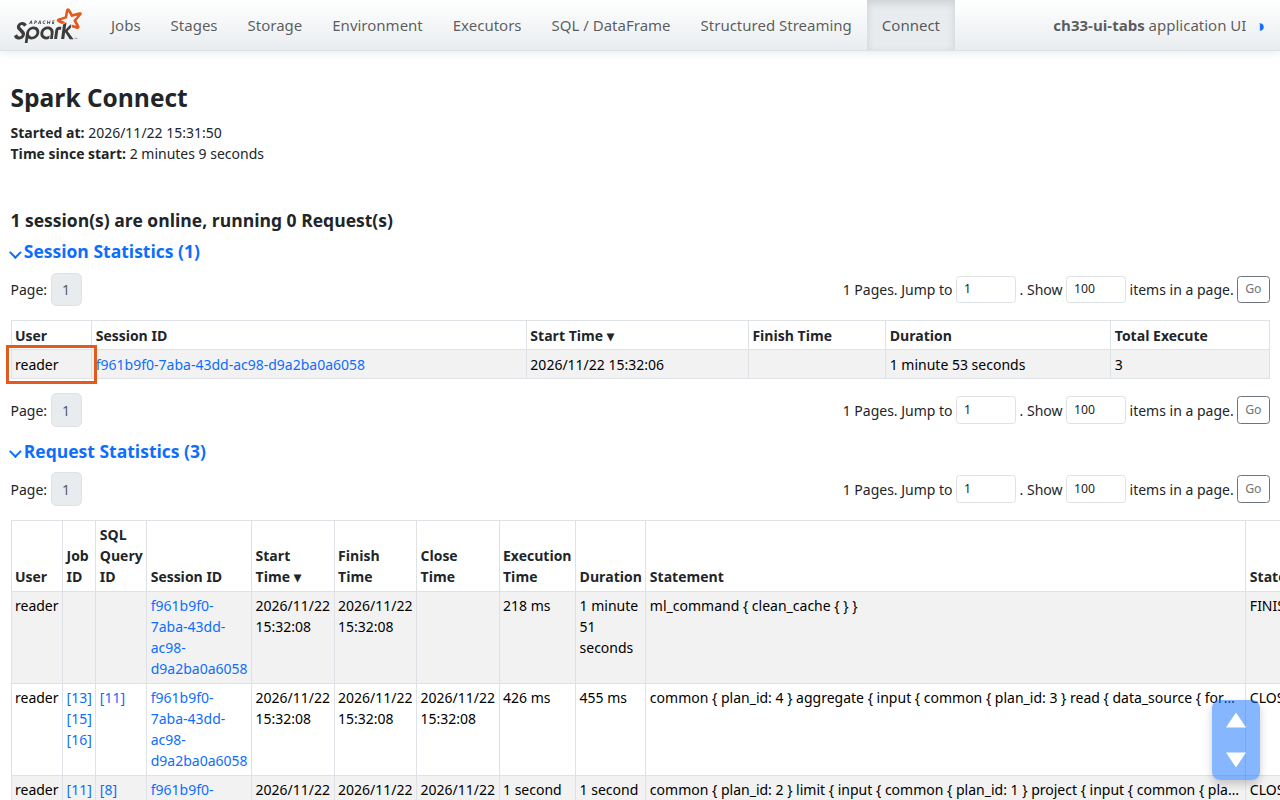 APACHE Spark Jobs Stages Storage Environment Executors SQL / DataFrame Structured Streaming Connect ch33-ui-tabs application UI
Spark Connect
Started at: 2026/11/22 15:31:50
Time since start: 2 minutes 9 seconds
1 session(s) are online, running 0 Request(s)
Session Statistics (1)
Page: 1 1 Pages. Jump to 1 . Show 100 items in a page. Go
User Session ID Start Time ▾ Finish Time Duration Total Execute
reader f961b9f0-7aba-43dd-ac98-d9a2ba0a6058 2026/11/22 15:32:06 1 minute 53 seconds 3
Page: 1 1 Pages. Jump to 1 . Show 100 items in a page. Go
Request Statistics (3)
Page: 1 1 Pages. Jump to 1 . Show 100 items in a page. Go
SQL
Job Query Start Finish Close Execution
User ID ID Session ID Time ▾ Time Time Time Duration Statement State
reader f961b9f0- 2026/11/22 2026/11/22 218 ms 1 minute ml_command { clean_cache { } } FINIS
7aba-43dd- 15:32:08 15:32:08 51
ac98- seconds
d9a2ba0a6058
reader [13] [11] f961b9f0- 2026/11/22 2026/11/22 2026/11/22 426 ms 455 ms common { plan_id: 4 } aggregate { input { common { plan_id: 3 } read { data_source { for... CLOS
[15] 7aba-43dd- 15:32:08 15:32:08 15:32:08
[16] ac98-
d9a2ba0a6058
reader [11] [8] f961b9f0- 2026/11/22 2026/11/22 2026/11/22 1 second 1 second common { plan_id: 2 } limit { input { common { plan_id: 1 } project { input { common { pla... CLOS